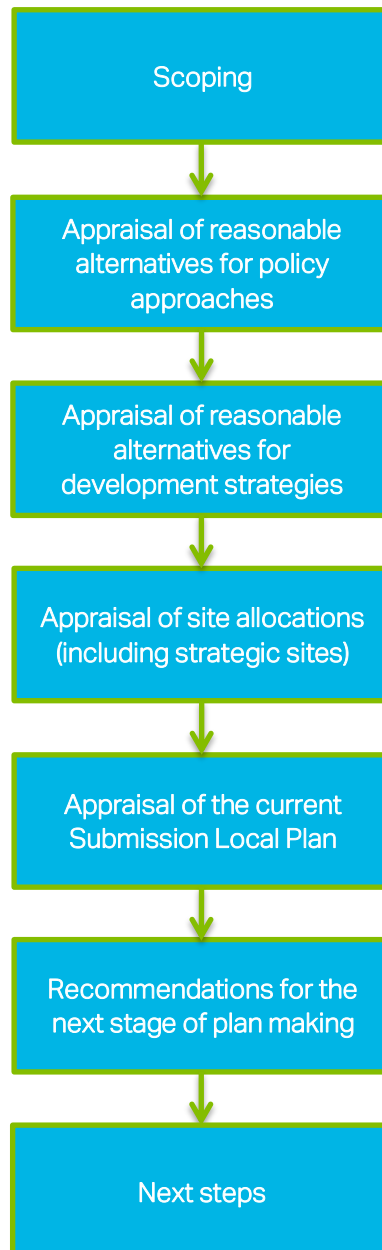 Scoping
Appraisal of reasonable
alternatives for policy
approaches
Appraisal of reasonable
alternatives for
development strategies
Appraisal of site allocations
(including strategic sites)
Appraisal of the current
Submission Local Plan
Recommendations for the
next stage of plan making
Next steps